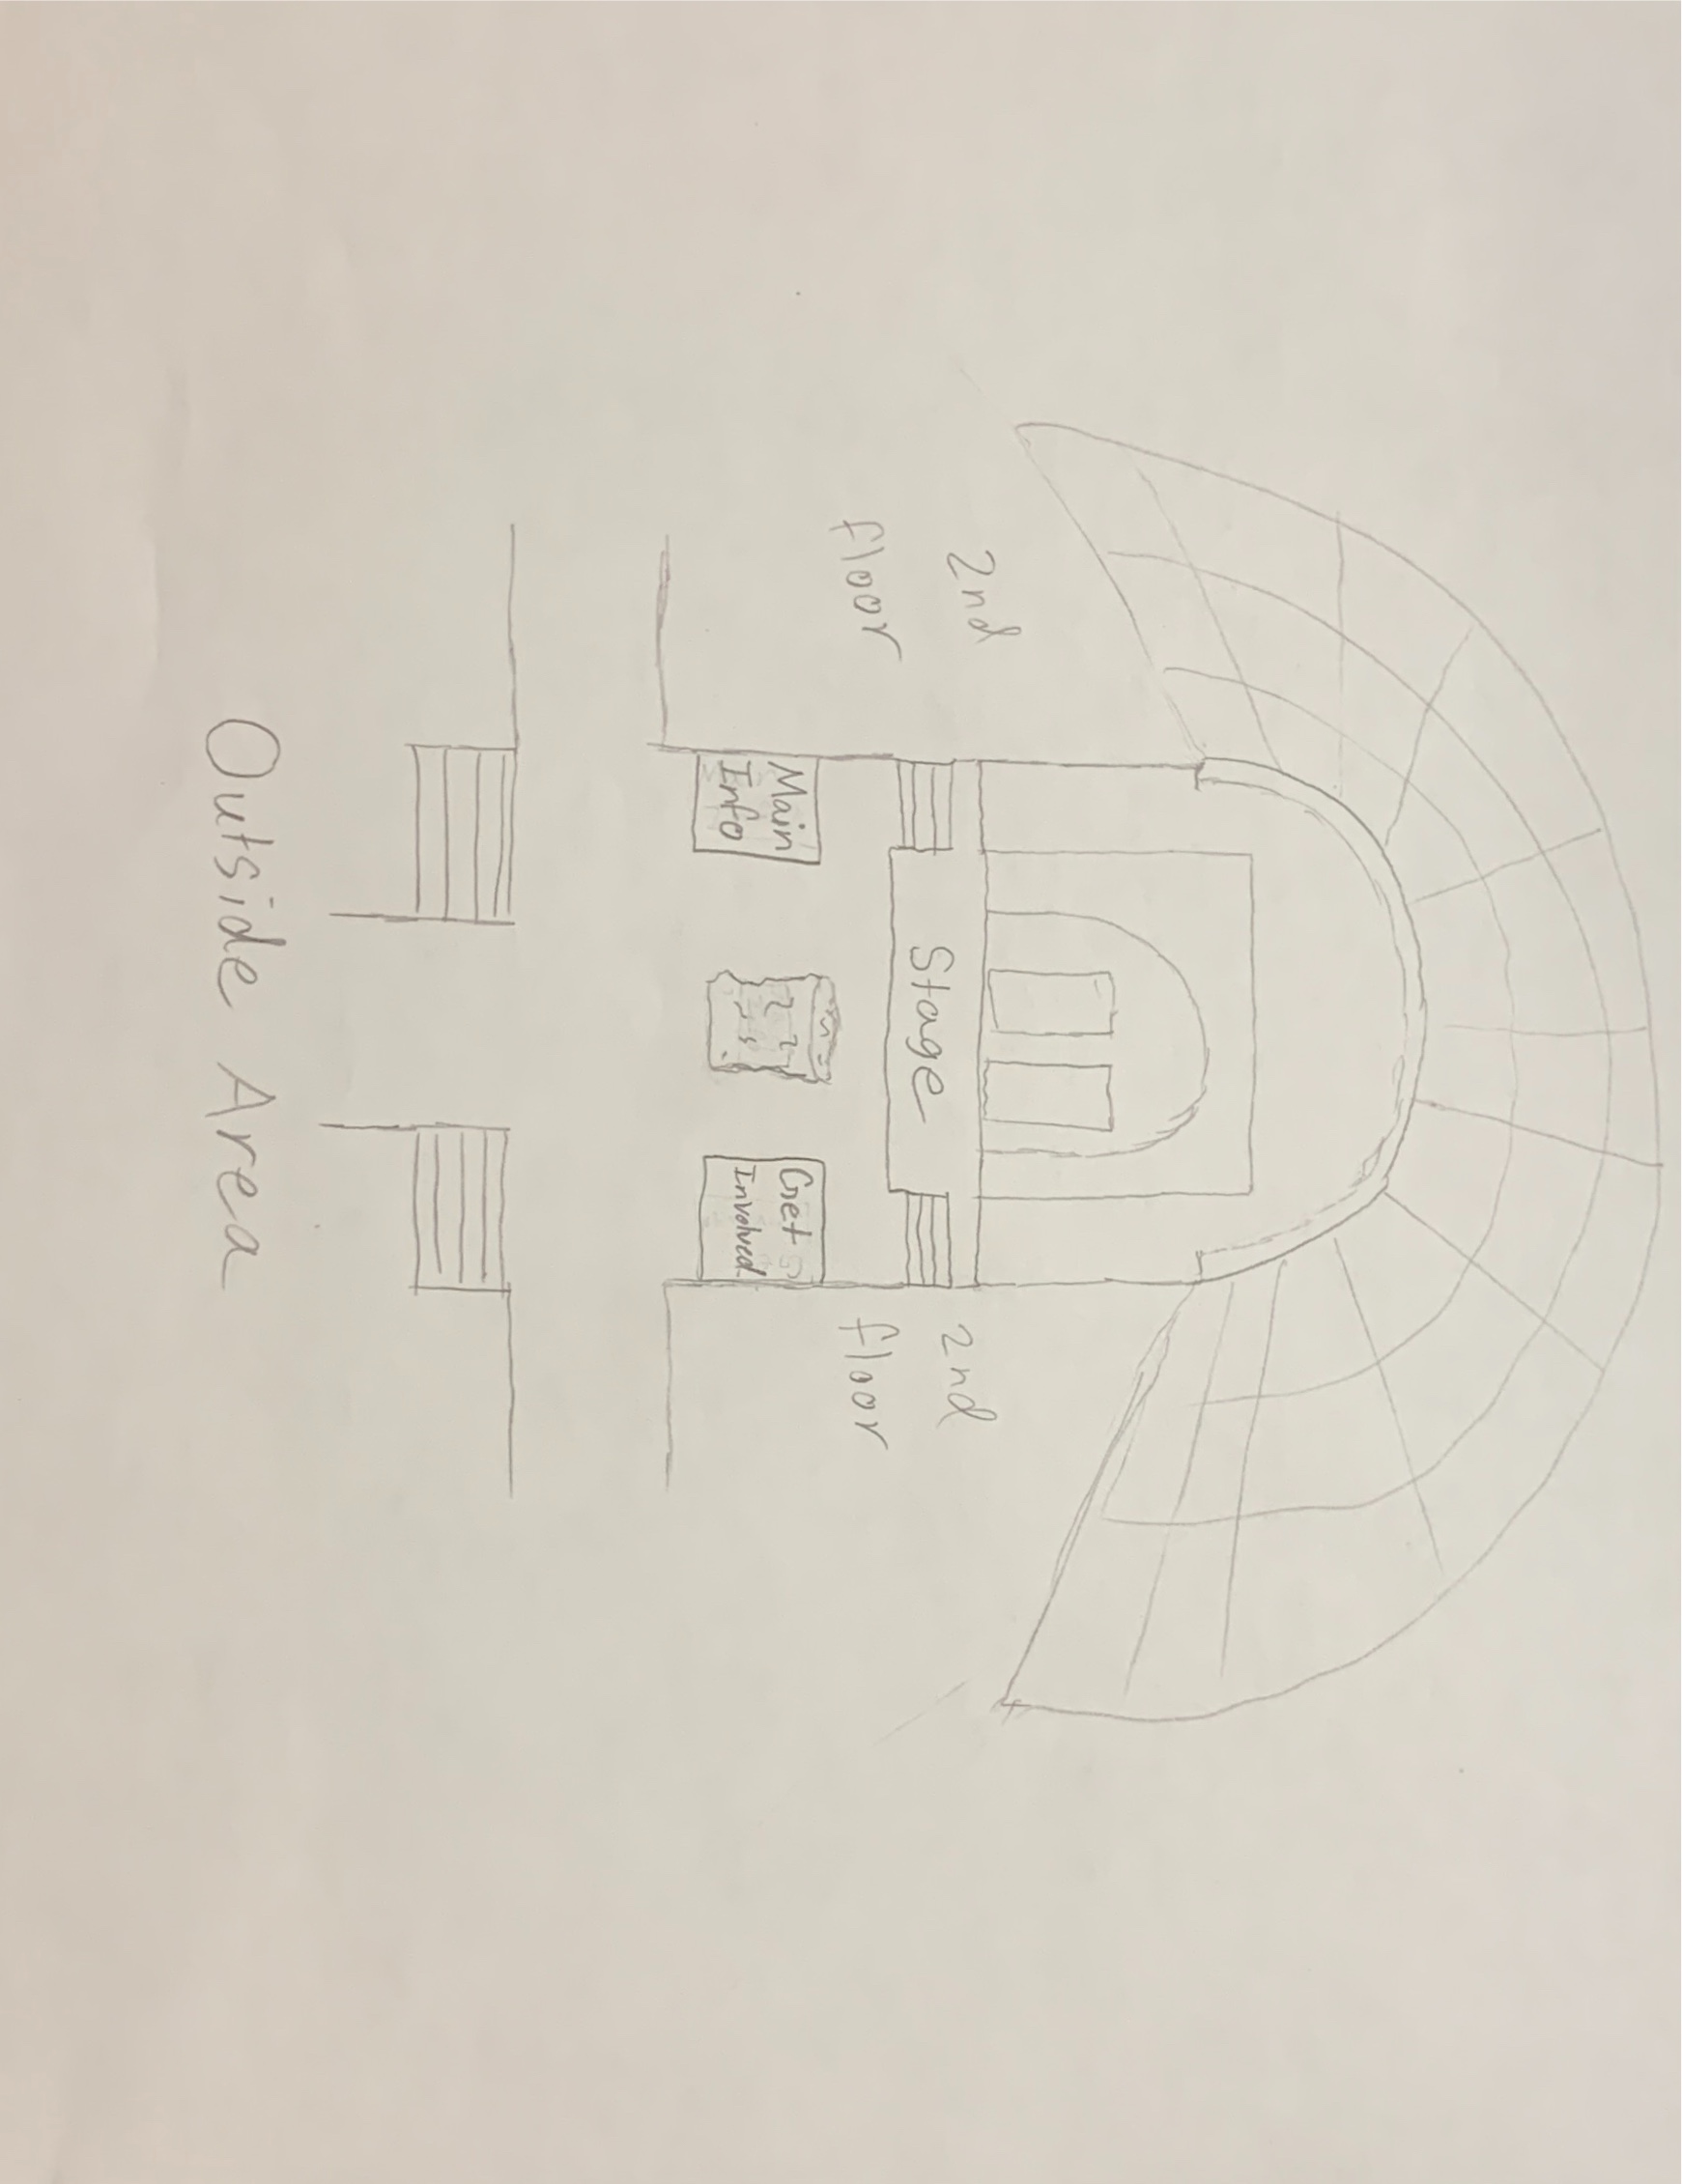 2nd
floor
2nd
floor
Stage
Main
Info
Get
Involved
Outside Area